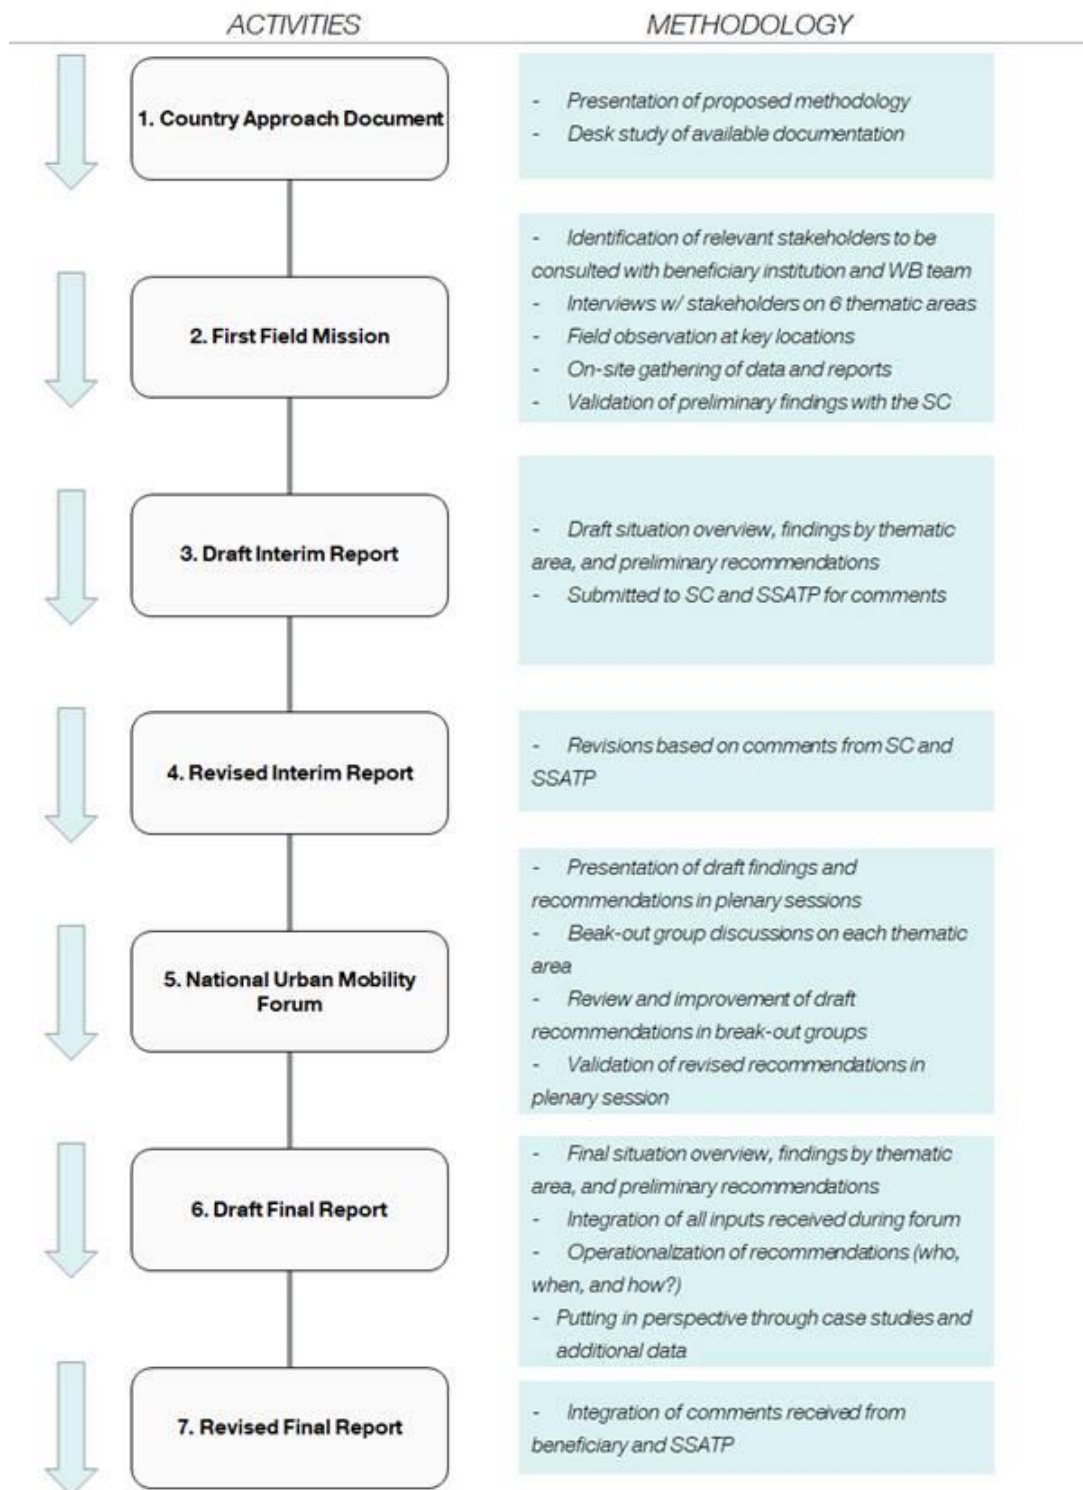 ACTIVITIES
METHODOLOGY
1. Country Approach Document
- Presentation of proposed methodology
- Desk study of available documentation
2. First Field Mission
- Identification of relevant stakeholders to be
consulted with beneficiary institution and WB team
- Interviews w/ stakeholders on 6 thematic areas
- Field observation at key locations
- On-site gathering of data and reports
- Validation of preliminary findings with the SC
3. Draft Interim Report
- Draft situation overview, findings by thematic
area, and preliminary recommendations
- Submitted to SC and SSATP for comments
4. Revised Interim Report
- Revisions based on comments from SC and
SSATP
5. National Urban Mobility
Forum
- Presentation of draft findings and
recommendations in plenary sessions
- Beak-out group discussions on each thematic
area
- Review and improvement of draft
recommendations in break-out groups
- Validation of revised recommendations in
plenary session
6. Draft Final Report
- Final situation overview, findings by thematic
area, and preliminary recommendations
- Integration of all inputs received during forum
- Operationalization of recommendations (who,
when, and how?)
- Putting in perspective through case studies and
additional data
7. Revised Final Report
- Integration of comments received from
beneficiary and SSATP